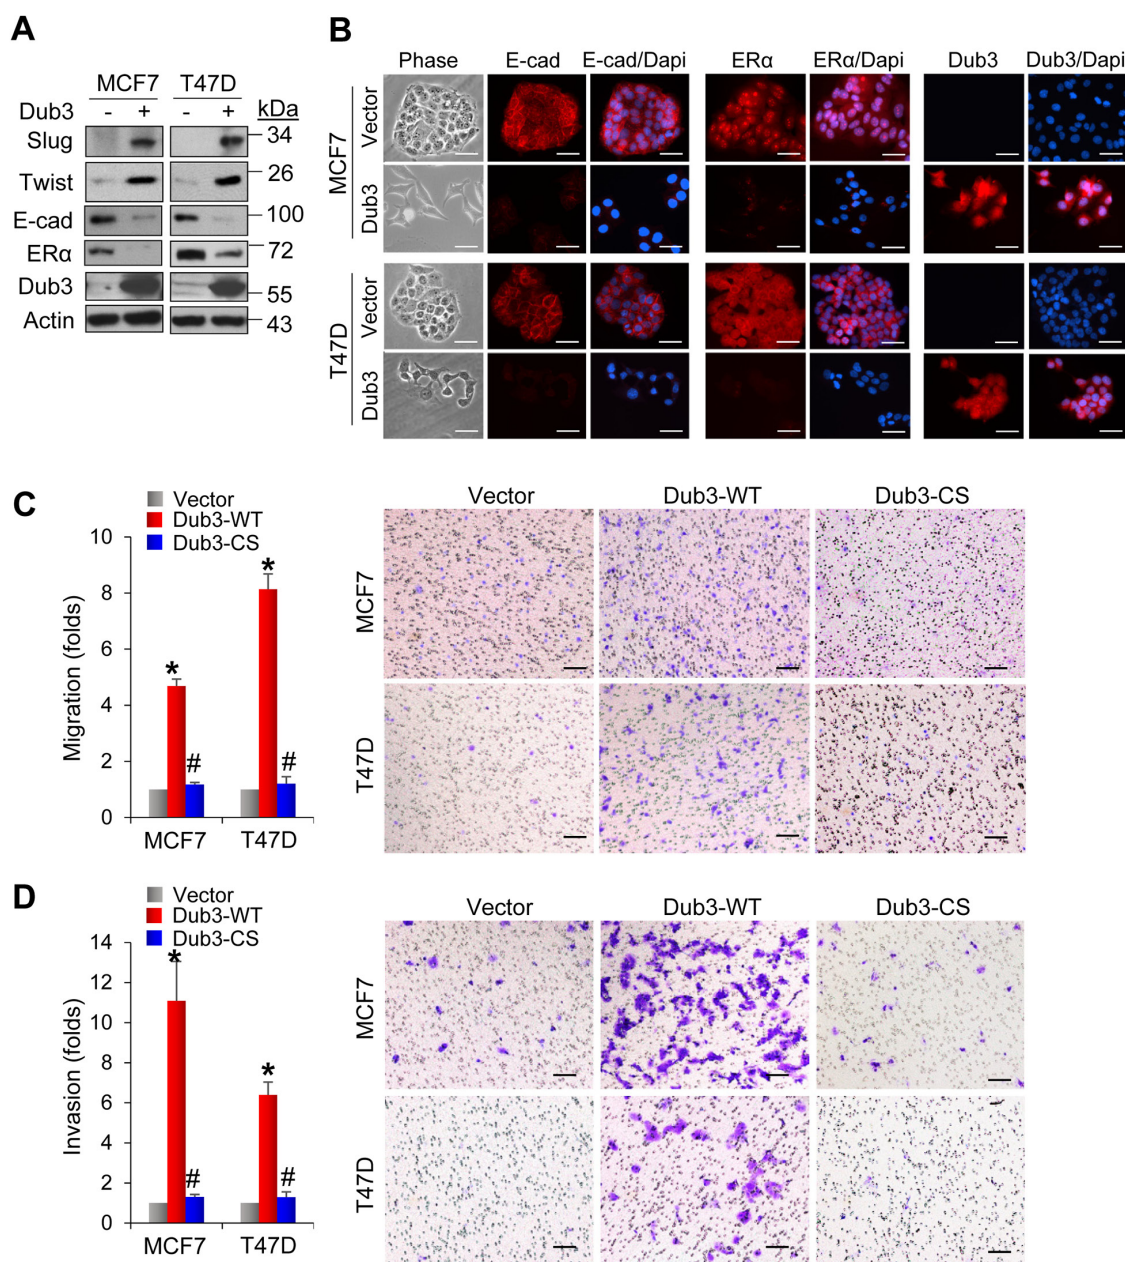 A
MCF7 T47D
Dub3 - + - + kDa
Slug 34
Twist 26
E-cad 100
ERα 72
Dub3 55
Actin 43
B
Phase E-cad E-cad/Dapi ERα ERα/Dapi Dub3 Dub3/Dapi
MCF7
Vector
Dub3
T47D
Vector
Dub3
C
Vector
Dub3-WT
Dub3-CS
Migration (folds)
10
8
6
4
2
0
* # * #
MCF7 T47D
Vector Dub3-WT Dub3-CS
MCF7
T47D
D
Vector
Dub3-WT
Dub3-CS
Invasion (folds)
14
12
10
8
6
4
2
0
* # * #
MCF7 T47D
Vector Dub3-WT Dub3-CS
MCF7
T47D